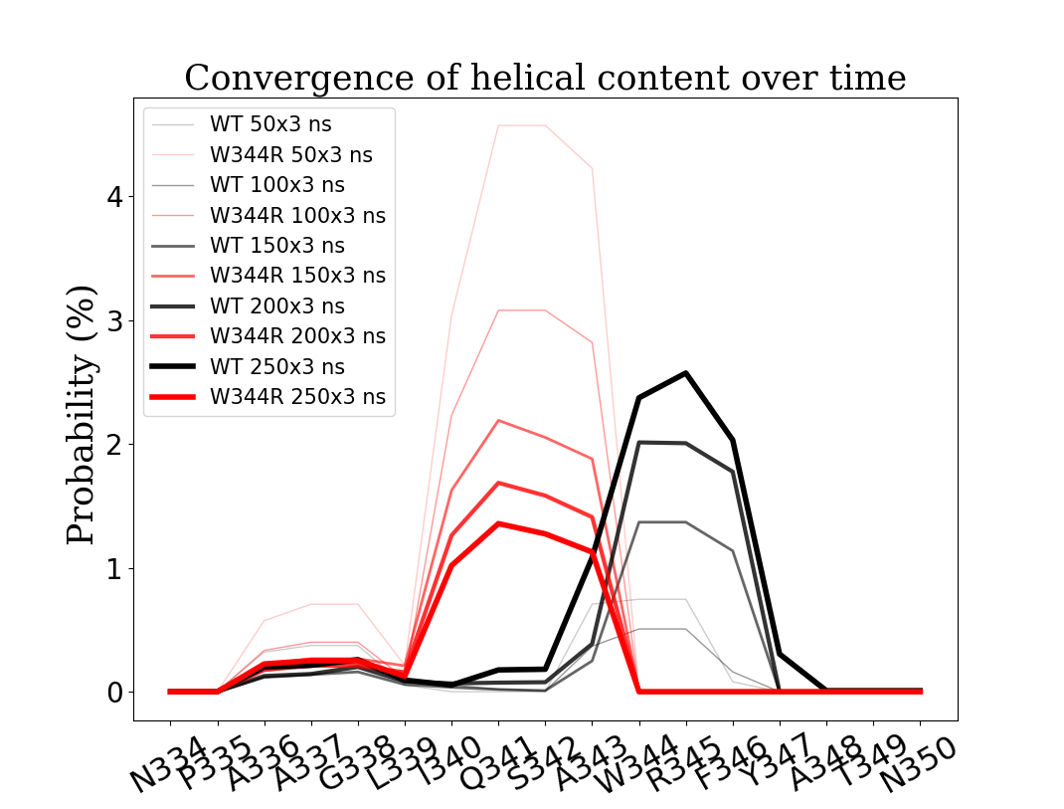 Convergence of helical content over time
WT 50x3 ns
W344R 50x3 ns
WT 100x3 ns
W344R 100x3 ns
WT 150x3 ns
W344R 150x3 ns
WT 200x3 ns
W344R 200x3 ns
WT 250x3 ns
W344R 250x3 ns
Probability (%)
4
3
2
1
0
N334
P335
A336
A337
G338
L339
I340
Q341
S342
A343
W344
R345
F346
Y347
A348
T349
N350